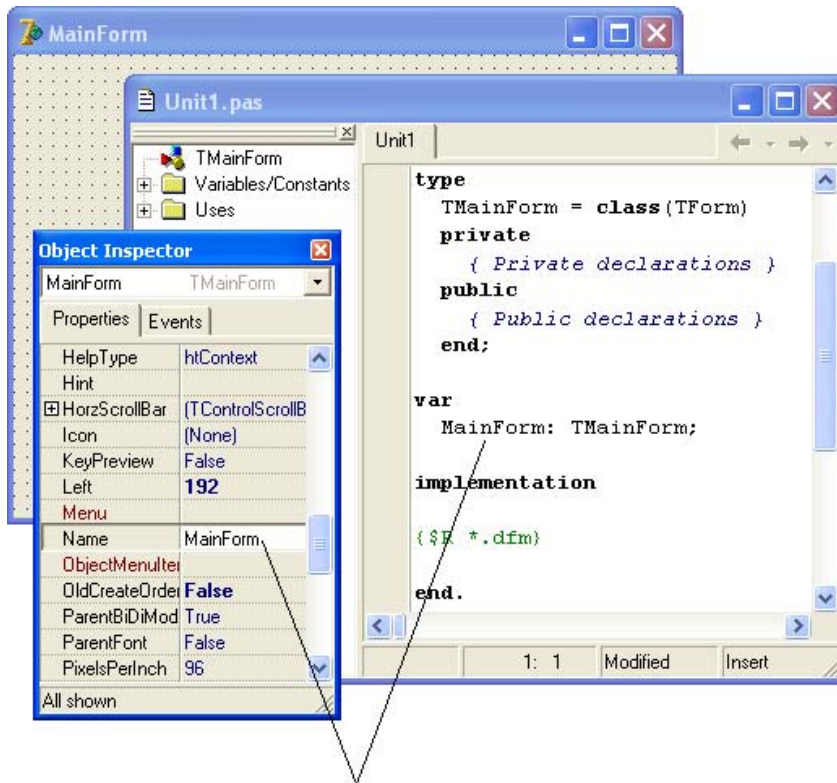 MainForm
Unit1.pas
TMainForm
Variables/Constants
Uses
Unit1
type
TMainForm = class(TForm)
private
{ Private declarations }
public
{ Public declarations }
end;
var
MainForm: TMainForm;
implementation
{$R *.dfm}
end.
1: 1
Modified
Insert
Object Inspector
MainForm TMainForm
Properties Events
HelpType htContext
Hint
HorzScrollBar (TControlScrollB
Icon (None)
KeyPreview False
Left 192
Menu
Name MainForm
ObjectMenuIte
OldCreateOrde False
ParentBiDiMod True
ParentFont False
PixelsPerInch 96
All shown